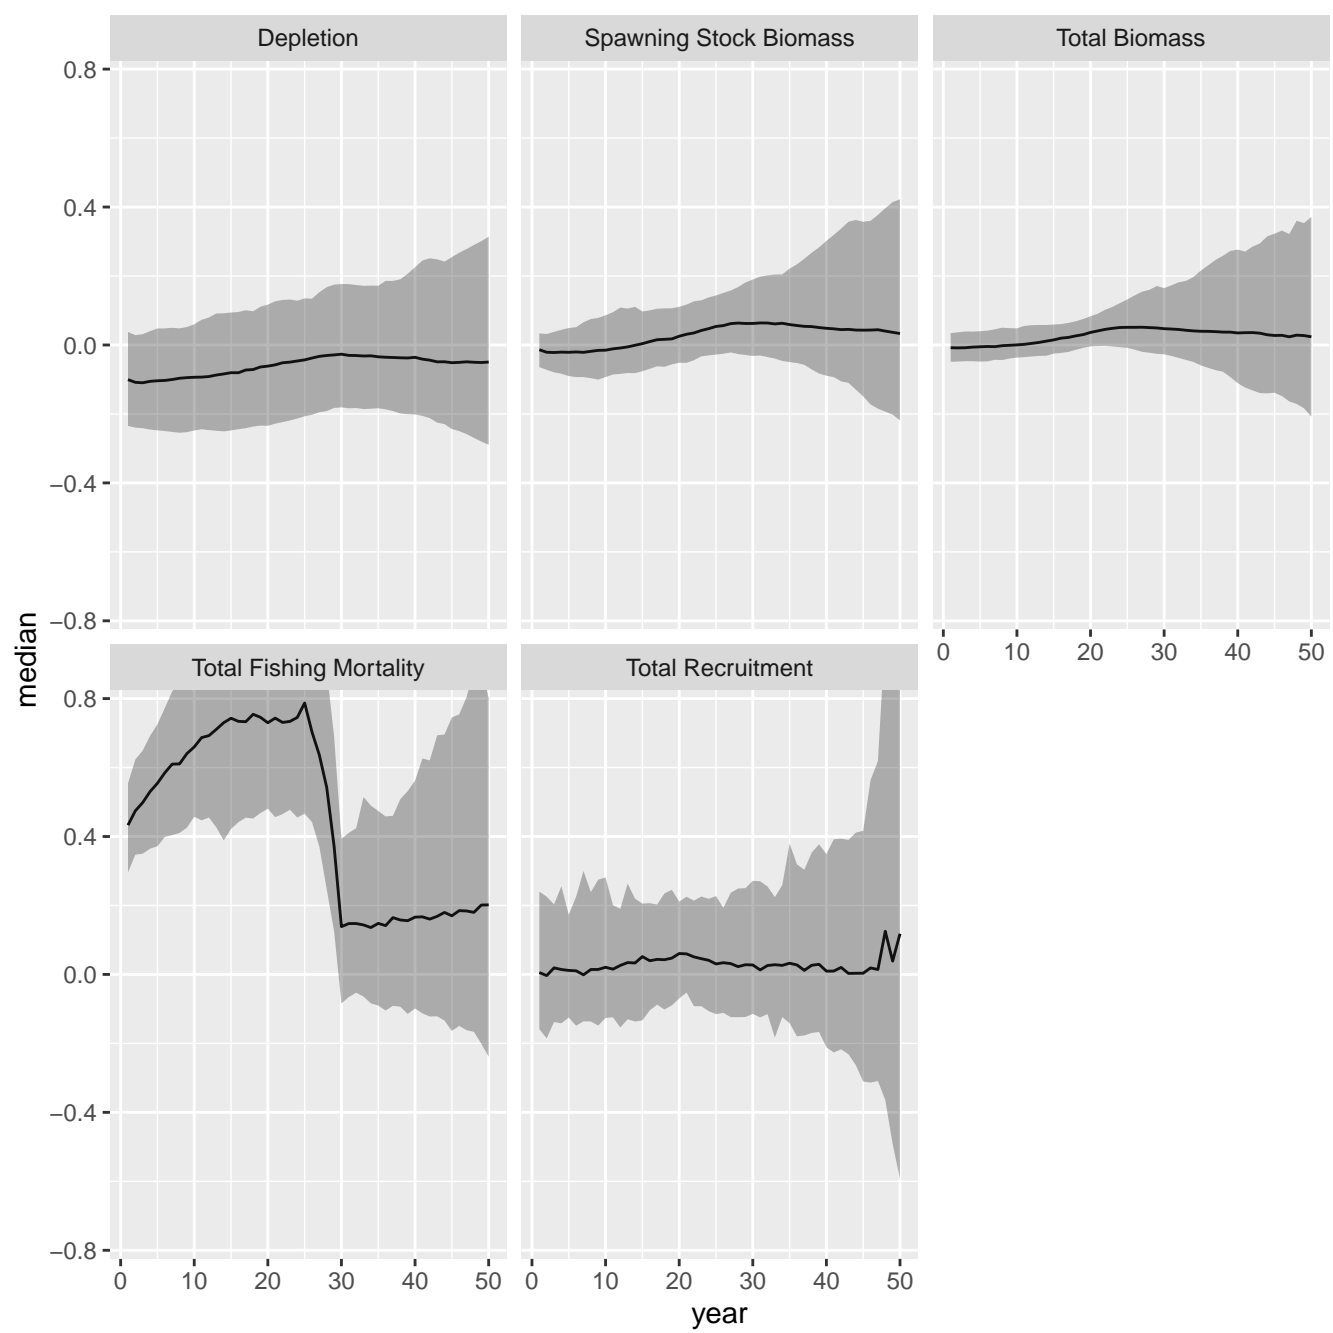 Depletion
Spawning Stock Biomass
Total Biomass
0.8
0.4
0.0
−0.4
−0.8
0 10 20 30 40 50
median
Total Fishing Mortality
Total Recruitment
0.8
0.4
0.0
−0.4
−0.8
0 10 20 30 40 50
0 10 20 30 40 50
year